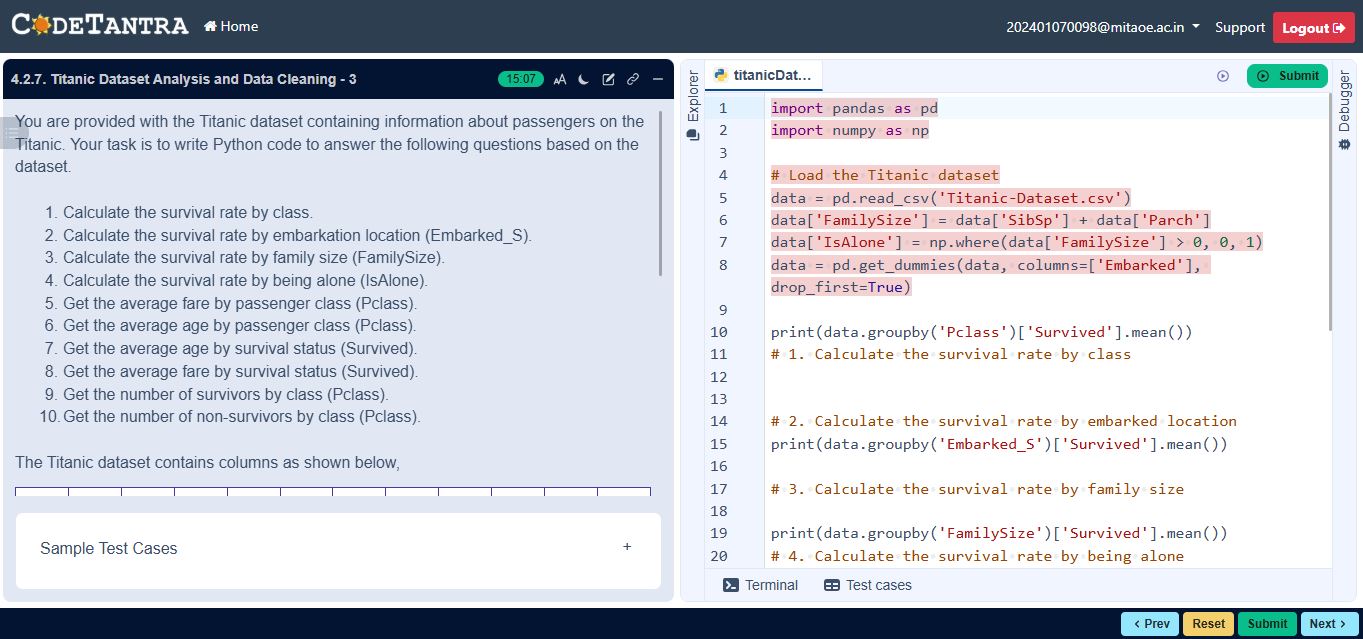 CODETANTRA
Home
202401070098@mitaoe.ac.in
Support
Logout
4.2.7. Titanic Dataset Analysis and Data Cleaning - 3
15:07
AA
You are provided with the Titanic dataset containing information about passengers on the
Titanic. Your task is to write Python code to answer the following questions based on the
dataset.
1. Calculate the survival rate by class.
2. Calculate the survival rate by embarkation location (Embarked_S).
3. Calculate the survival rate by family size (FamilySize).
4. Calculate the survival rate by being alone (IsAlone).
5. Get the average fare by passenger class (Pclass).
6. Get the average age by passenger class (Pclass).
7. Get the average age by survival status (Survived).
8. Get the average fare by survival status (Survived).
9. Get the number of survivors by class (Pclass).
10. Get the number of non-survivors by class (Pclass).
The Titanic dataset contains columns as shown below,
Sample Test Cases
+
Explorer
titanicDat...
Submit
Debugger
1 import pandas as pd
2 import numpy as np
3
4 # Load the Titanic dataset
5 data = pd.read_csv('Titanic-Dataset.csv')
6 data['FamilySize'] = data['SibSp'] + data['Parch']
7 data['IsAlone'] = np.where(data['FamilySize'] > 0, 0, 1)
8 data = pd.get_dummies(data, columns=['Embarked'],
drop_first=True)
9
10 print(data.groupby('Pclass')['Survived'].mean())
11 # 1. Calculate the survival rate by class
12
13
14 # 2. Calculate the survival rate by embarked location
15 print(data.groupby('Embarked_S')['Survived'].mean())
16
17 # 3. Calculate the survival rate by family size
18
19 print(data.groupby('FamilySize')['Survived'].mean())
20 # 4. Calculate the survival rate by being alone
Terminal
Test cases
< Prev
Reset
Submit
Next >